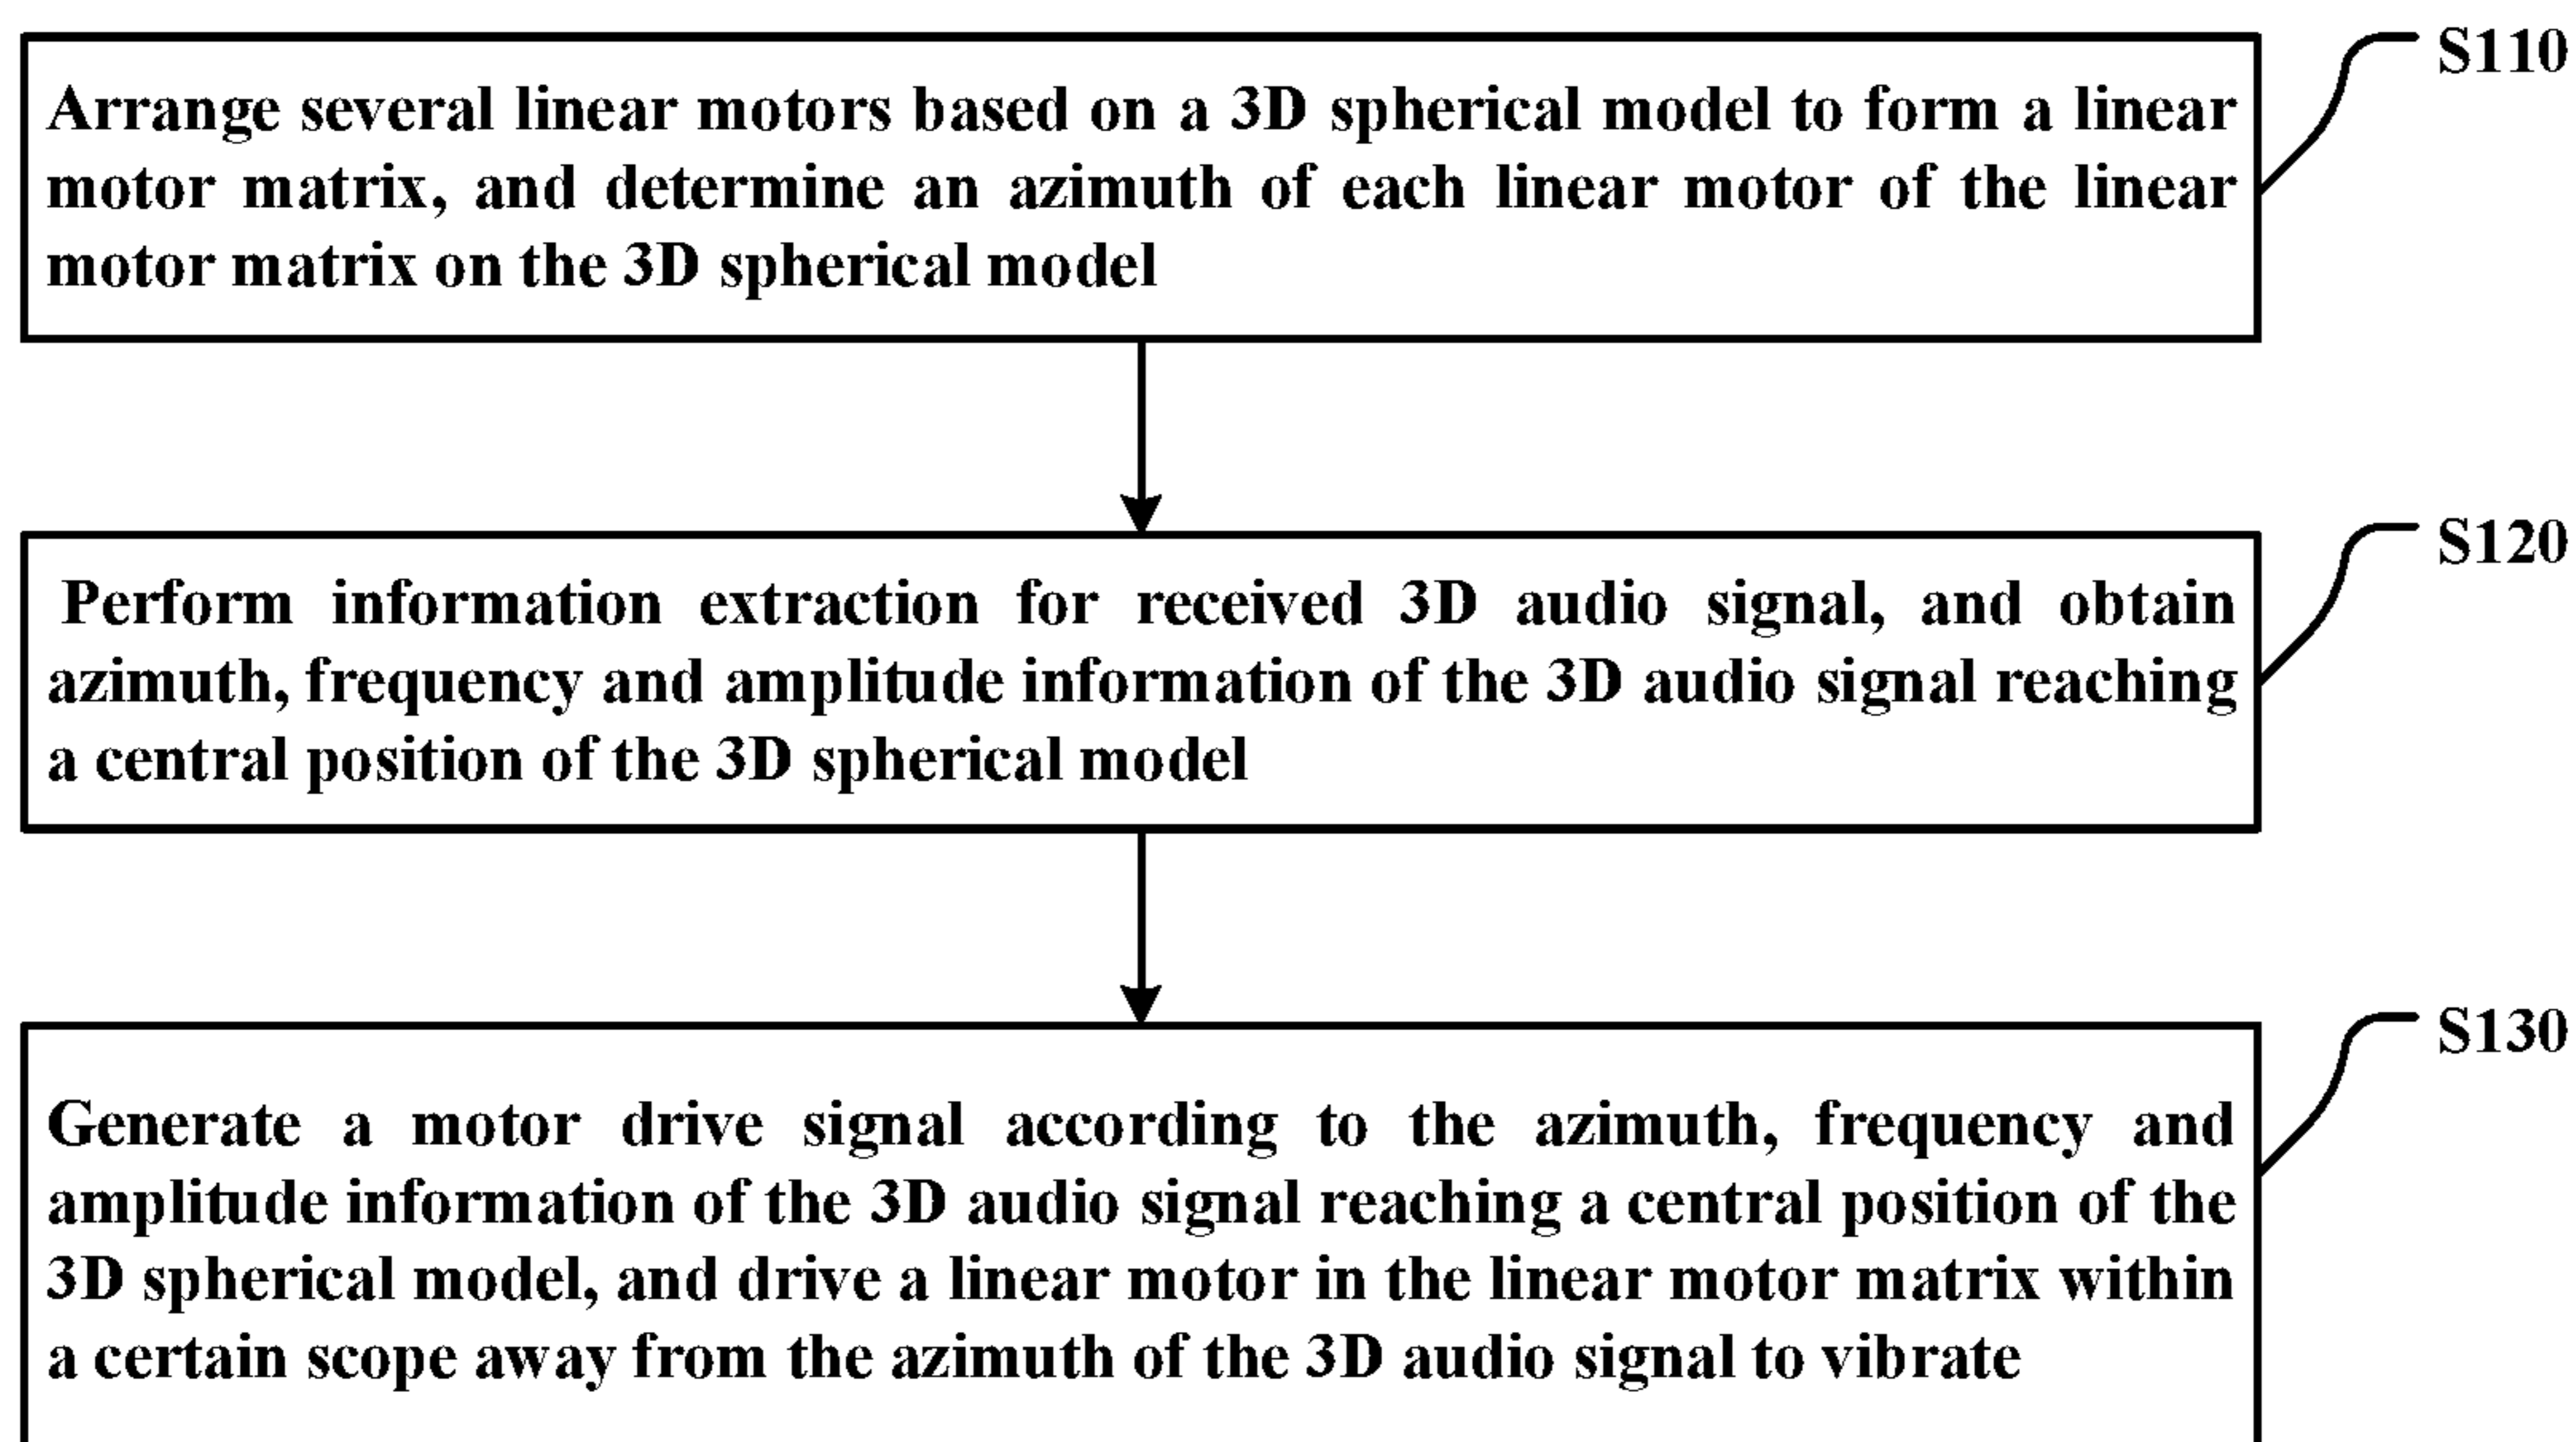 S110
Arrange several linear motors based on a 3D spherical model to form a linear
motor matrix, and determine an azimuth of each linear motor of the linear
motor matrix on the 3D spherical model
S120
Perform information extraction for received 3D audio signal, and obtain
azimuth, frequency and amplitude information of the 3D audio signal reaching
a central position of the 3D spherical model
S130
Generate a motor drive signal according to the azimuth, frequency and
amplitude information of the 3D audio signal reaching a central position of the
3D spherical model, and drive a linear motor in the linear motor matrix within
a certain scope away from the azimuth of the 3D audio signal to vibrate